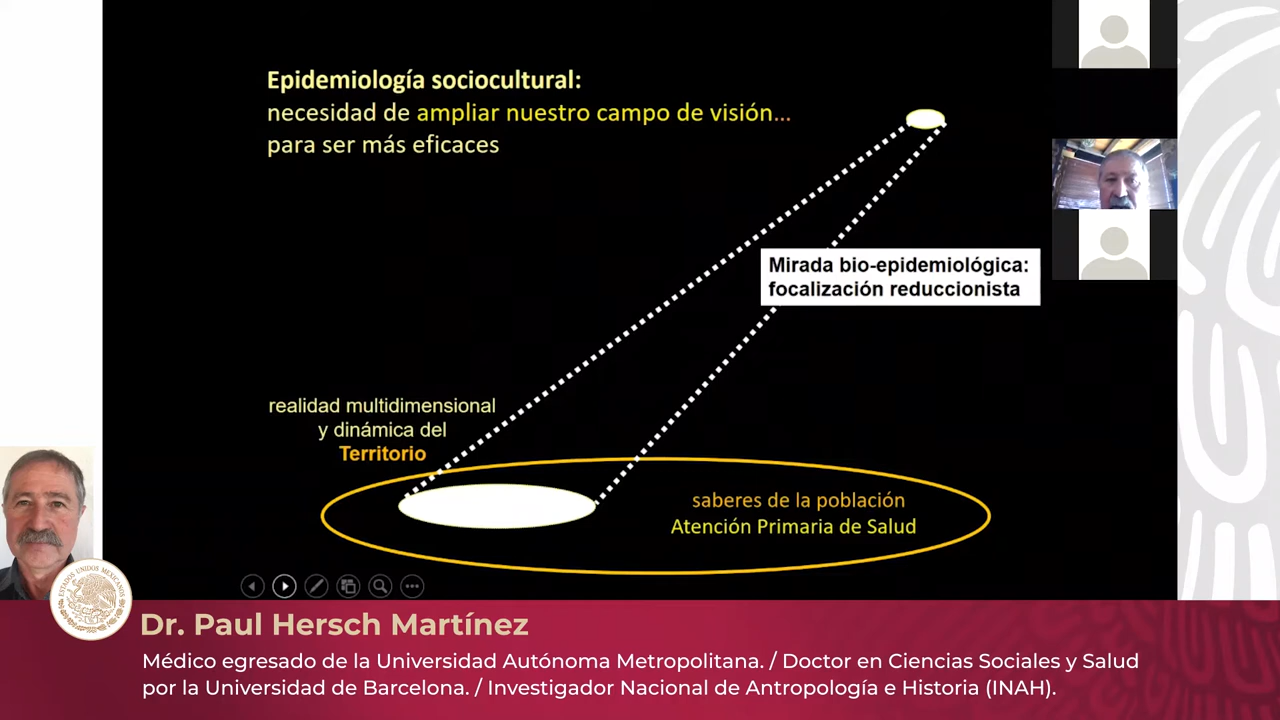 Epidemiología sociocultural:
necesidad de ampliar nuestro campo de visión...
para ser más eficaces
Mirada bio-epidemiológica:
focalización reduccionista
realidad multidimensional
y dinámica del
Territorio
saberes de la población
Atención Primaria de Salud
ESTADOS UNIDOS MEXICANOS
Dr. Paul Hersch Martínez
Médico egresado de la Universidad Autónoma Metropolitana. / Doctor en Ciencias Sociales y Salud
por la Universidad de Barcelona. / Investigador Nacional de Antropología e Historia (INAH).